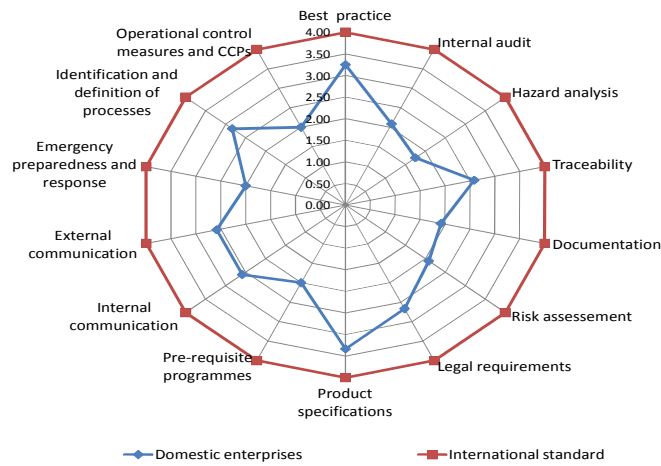 Best practice
Internal audit
Hazard analysis
Traceability
Documentation
Risk assessement
Legal requirements
Product
specifications
Pre-requisite
programmes
Internal
communication
External
communication
Emergency
preparedness and
response
Identification and
definition of
processes
Operational control
measures and CCPs
4.00
3.50
3.00
2.50
2.00
1.50
1.00
0.50
0.00
Domestic enterprises
International standard